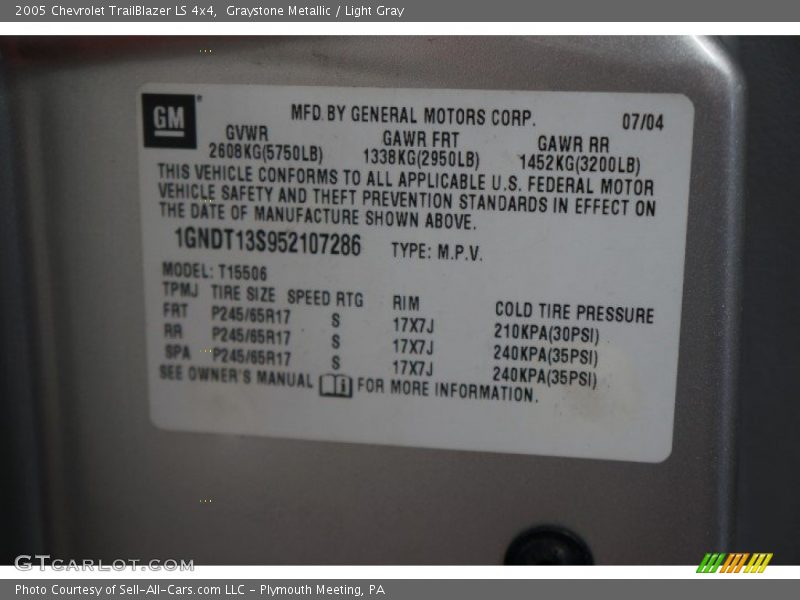 2005 Chevrolet TrailBlazer LS 4x4, Graystone Metallic / Light Gray
GM
MFD BY GENERAL MOTORS CORP. 07/04
GVWR GAWR FRT GAWR RR
2608KG(5750LB) 1338KG(2950LB) 1452KG(3200LB)
THIS VEHICLE CONFORMS TO ALL APPLICABLE U.S. FEDERAL MOTOR
VEHICLE SAFETY AND THEFT PREVENTION STANDARDS IN EFFECT ON
THE DATE OF MANUFACTURE SHOWN ABOVE.
1GNDT13S952107286 TYPE: M.P.V.
MODEL: T15506
TPMJ TIRE SIZE SPEED RTG RIM COLD TIRE PRESSURE
FRT P245/65R17 S 17X7J 210KPA(30PSI)
RR P245/65R17 S 17X7J 240KPA(35PSI)
SPA P245/65R17 S 17X7J 240KPA(35PSI)
SEE OWNER'S MANUAL i FOR MORE INFORMATION.
GTcarlot.com
Photo Courtesy of Sell-All-Cars.com LLC - Plymouth Meeting, PA